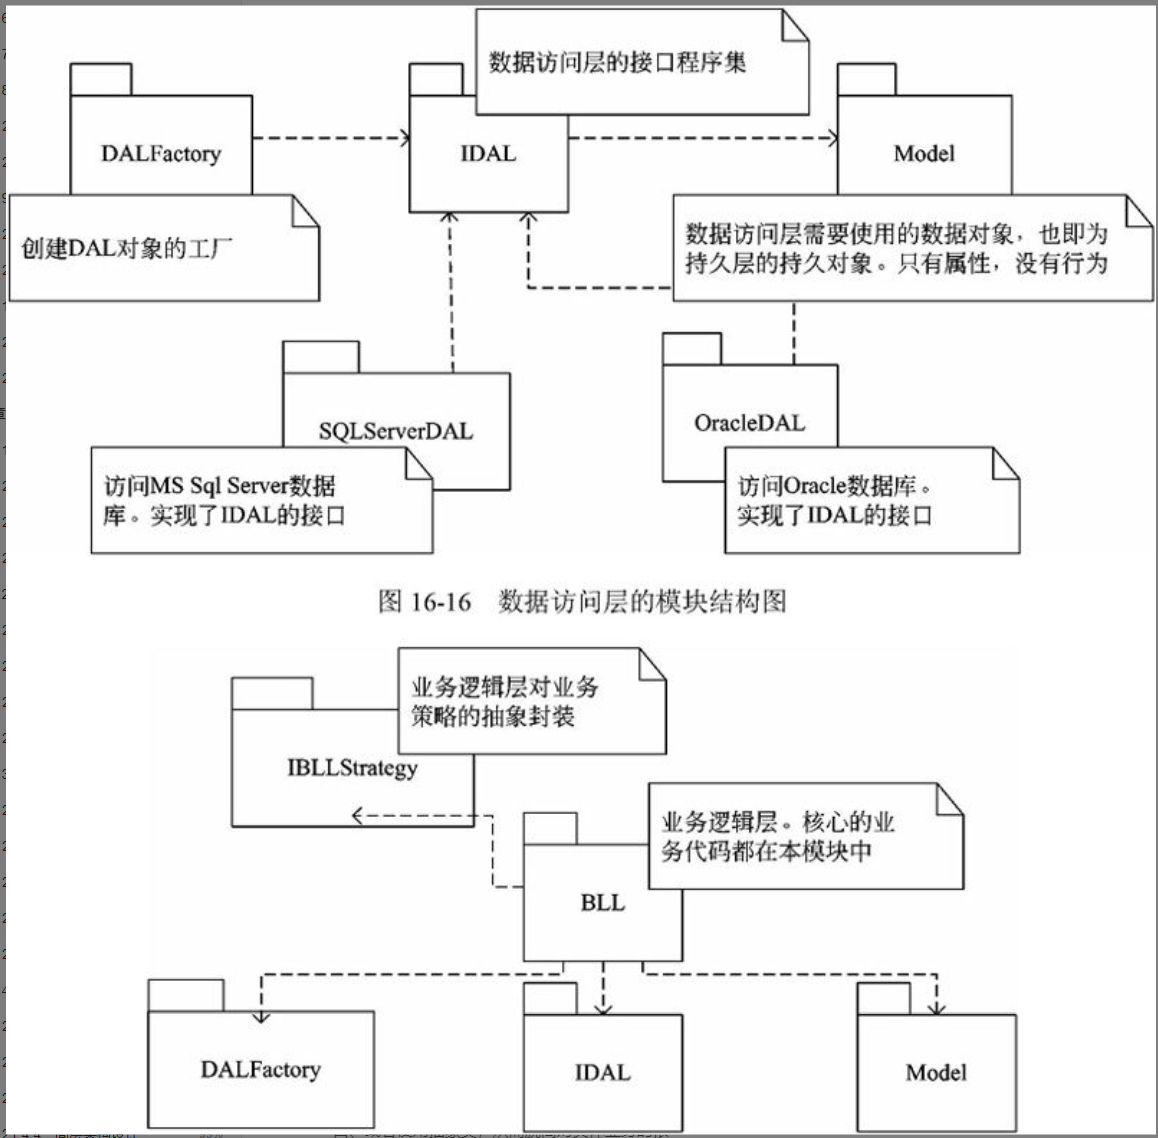 数据访问层的接口程序集
DALFactory
IDAL
Model
创建DAL对象的工厂
数据访问层需要使用的数据对象，也即为
持久层的持久对象。只有属性，没有行为
SQLServerDAL
OracleDAL
访问MS Sql Server数据
库。实现了IDAL的接口
访问Oracle数据库。
实现了IDAL的接口
图 16-16 数据访问层的模块结构图
业务逻辑层对业务
策略的抽象封装
IBLLStrategy
业务逻辑层。核心的业
务代码都在本模块中
BLL
DALFactory
IDAL
Model